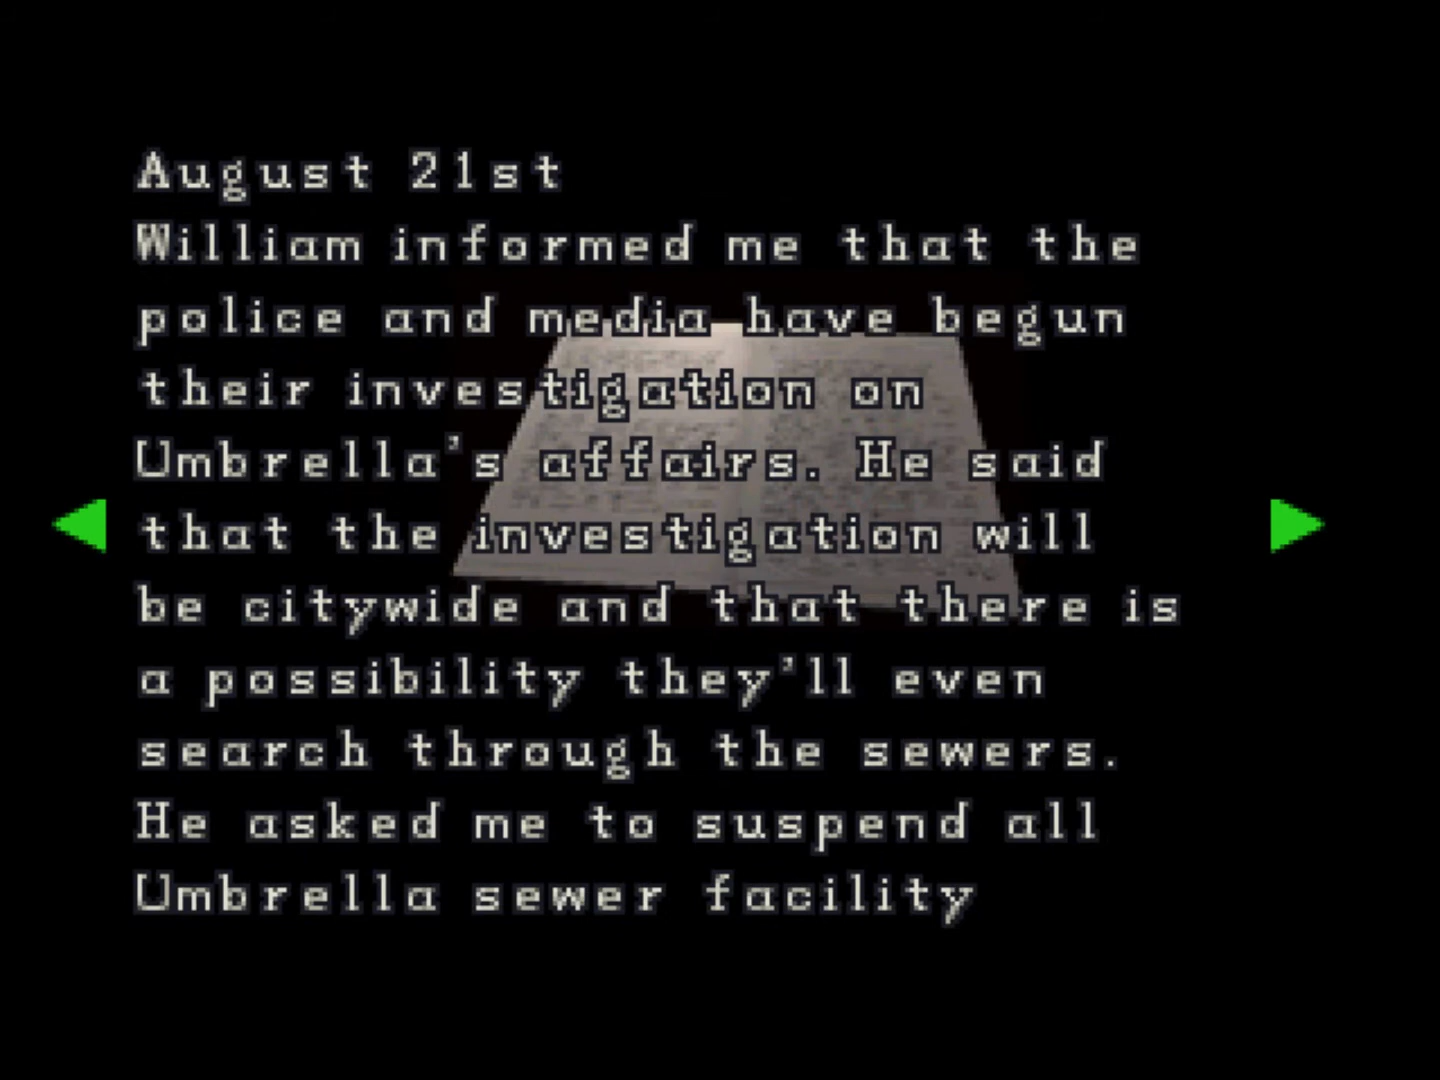 August 21st
William informed me that the
police and media have begun
their investigation on
Umbrella's affairs. He said
that the investigation will
be citywide and that there is
a possibility they'll even
search through the sewers.
He asked me to suspend all
Umbrella sewer facility